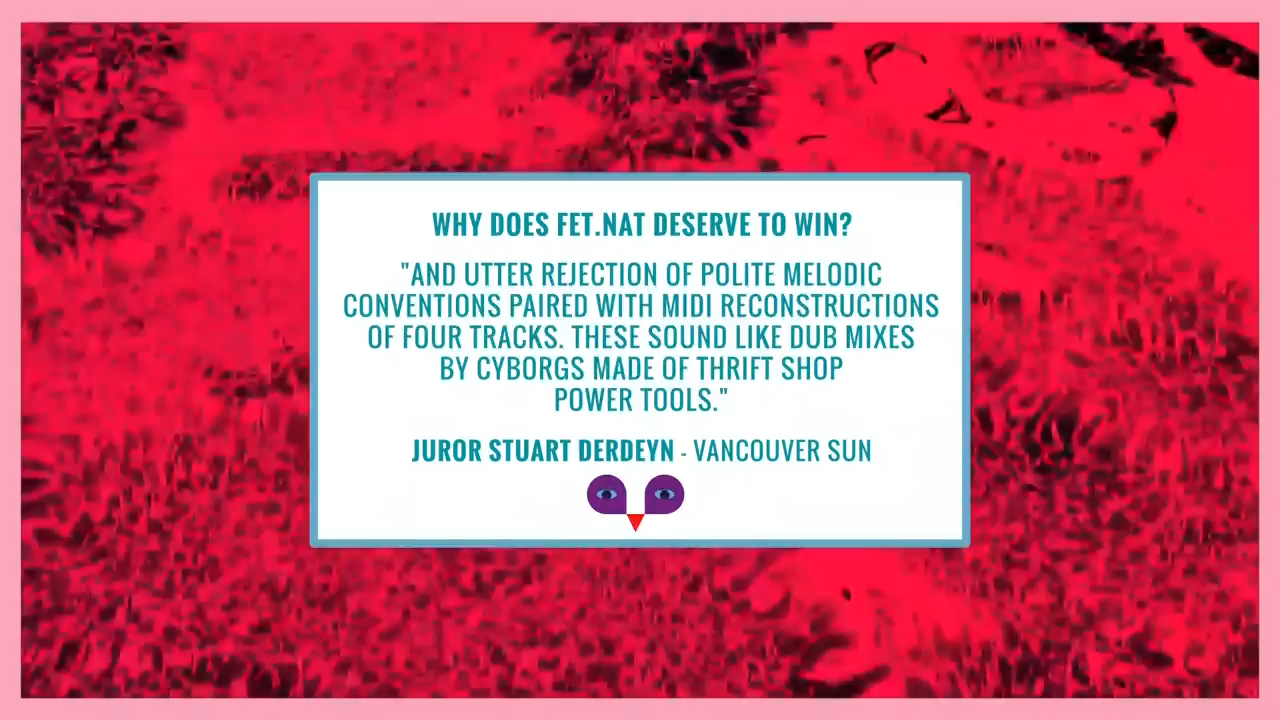 WHY DOES FET.NAT DESERVE TO WIN?
"AND UTTER REJECTION OF POLITE MELODIC
CONVENTIONS PAIRED WITH MIDI RECONSTRUCTIONS
OF FOUR TRACKS. THESE SOUND LIKE DUB MIXES
BY CYBORGS MADE OF THRIFT SHOP
POWER TOOLS."
JUROR STUART DERDEYN - VANCOUVER SUN